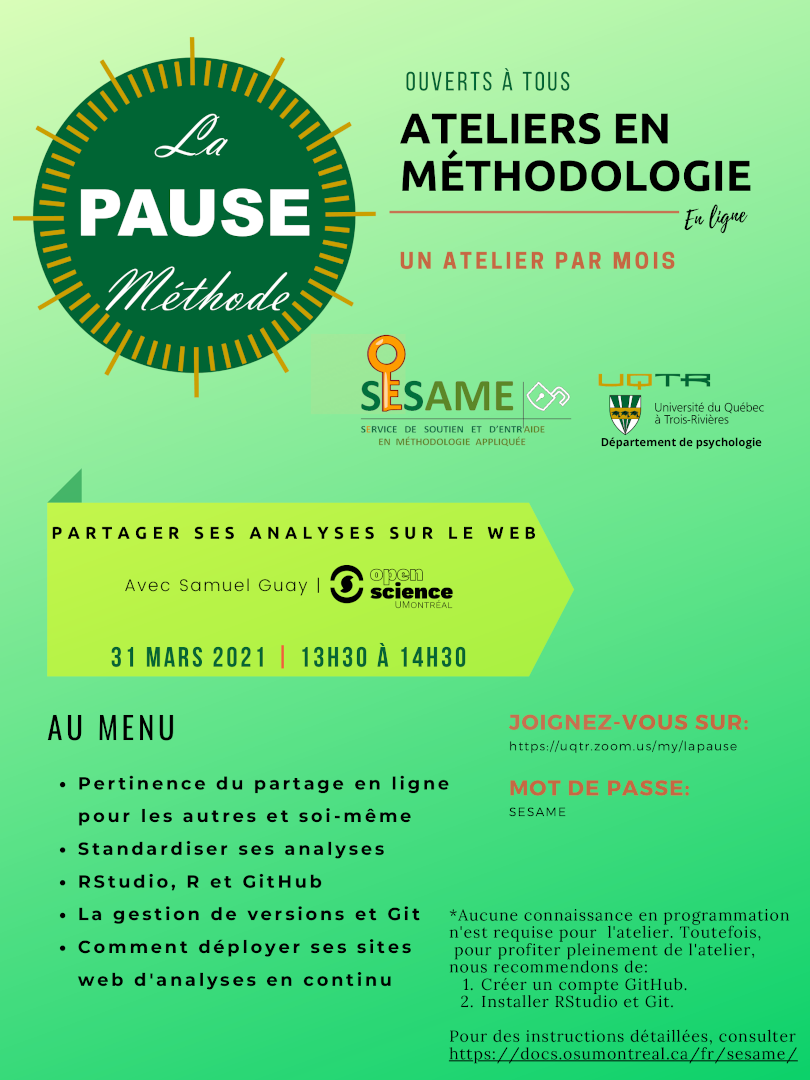 La
PAUSE
Méthode
OUVERTS À TOUS
ATELIERS EN
MÉTHODOLOGIE
En ligne
UN ATELIER PAR MOIS
SESAME
SERVICE DE SOUTIEN ET D'ENTR'AIDE
EN MÉTHODOLOGIE APPLIQUÉE
UQTR
Université du Québec
à Trois-Rivières
Département de psychologie
PARTAGER SES ANALYSES SUR LE WEB
Avec Samuel Guay |
open
science
UMONTRÉAL
31 MARS 2021 | 13H30 À 14H30
AU MENU
• Pertinence du partage en ligne
pour les autres et soi-même
• Standardiser ses analyses
• RStudio, R et GitHub
• La gestion de versions et Git
• Comment déployer ses sites
web d'analyses en continu
JOIGNEZ-VOUS SUR:
https://uqtr.zoom.us/my/lapause
MOT DE PASSE:
SESAME
*Aucune connaissance en programmation
n'est requise pour l'atelier. Toutefois,
pour profiter pleinement de l'atelier,
nous recommendons de:
1. Créer un compte GitHub.
2. Installer RStudio et Git.
Pour des instructions détaillées, consulter
https://docs.osumontreal.ca/fr/sesame/